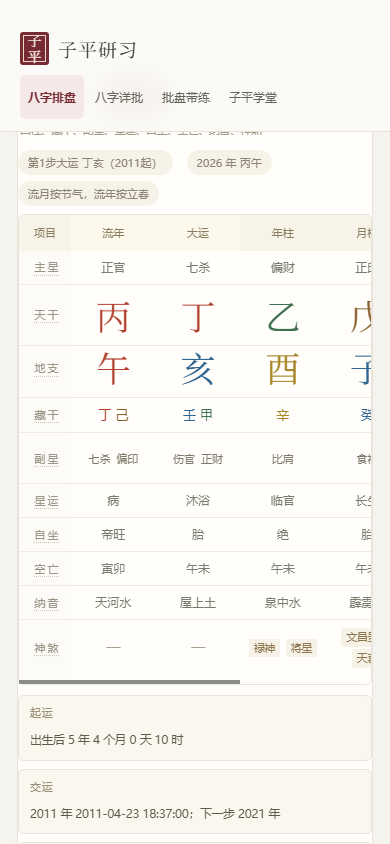 子平 子平研习
八字排盘 八字详批 批盘带练 子平学堂
第1步大运 丁亥（2011起） 2026 年 丙午
流月按节气，流年按立春
项目 流年 大运 年柱
主星 正官 七杀 偏财
天干 丙 丁 乙 戊
地支 午 亥 酉 子
藏干 丁 己 壬 甲 辛 癸
副星 七杀 偏印 伤官 正财 比肩
星运 病 沐浴 临官
自坐 帝旺 胎 绝
空亡 寅卯 午未 午未
纳音 天河水 屋上土 泉中水
神煞 — — 禄神 将星
起运
出生后 5 年 4 个月 0 天 10 时
交运
2011 年 2011-04-23 18:37:00；下一步 2021 年